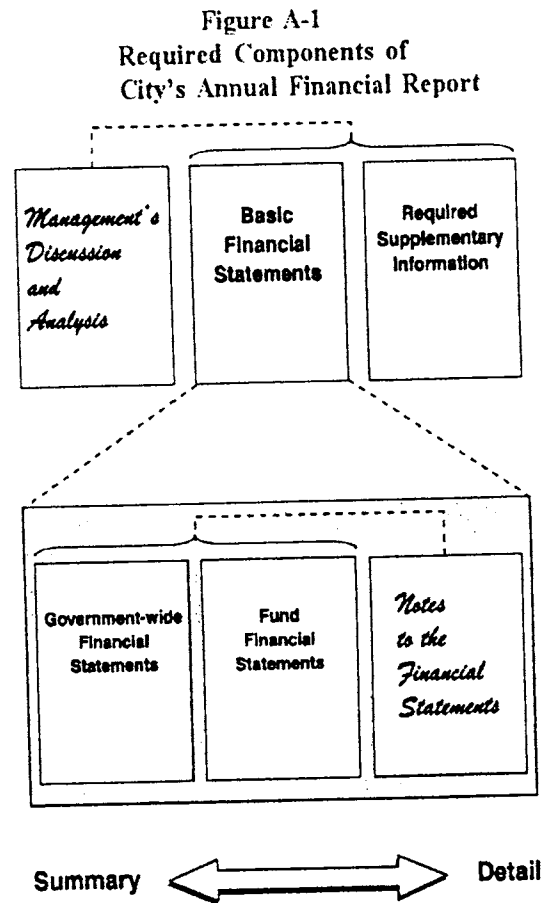 Figure A-1
Required Components of
City's Annual Financial Report
Management's
Discussion
and
Analysis
Basic
Financial
Statements
Required
Supplementary
Information
Government-wide
Financial
Statements
Fund
Financial
Statements
Notes
to the
Financial
Statements
Summary
Detail